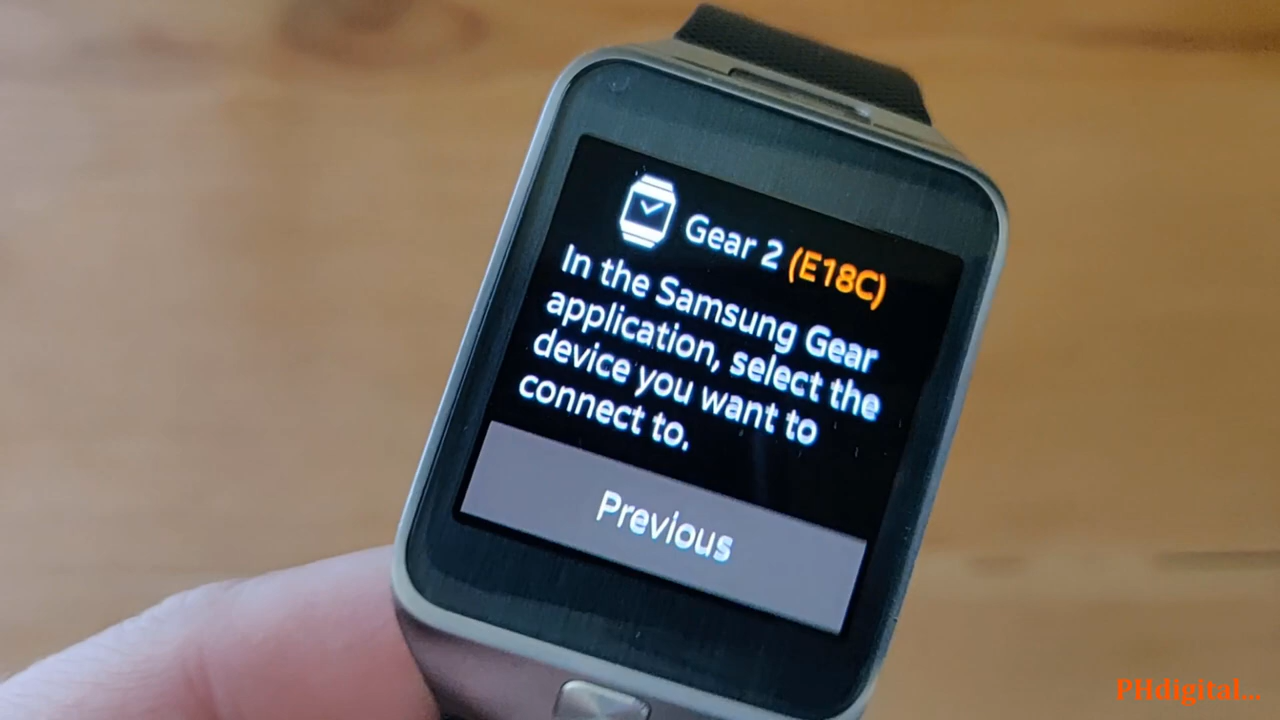 Gear 2 (E18C)
In the Samsung Gear
application, select the
device you want to
connect to.
Previous
PHdigital...